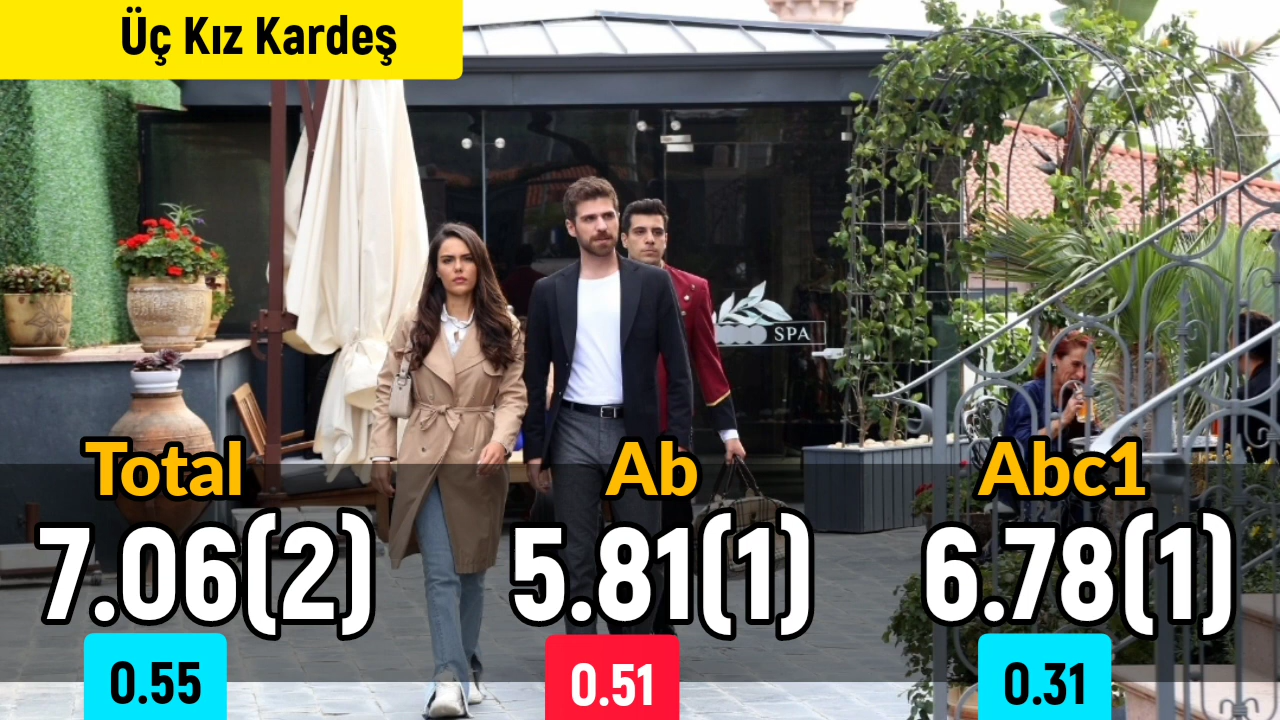 Üç Kız Kardeş
SPA
Total
Ab
Abc1
7.06(2)
5.81(1)
6.78(1)
0.55
0.51
0.31